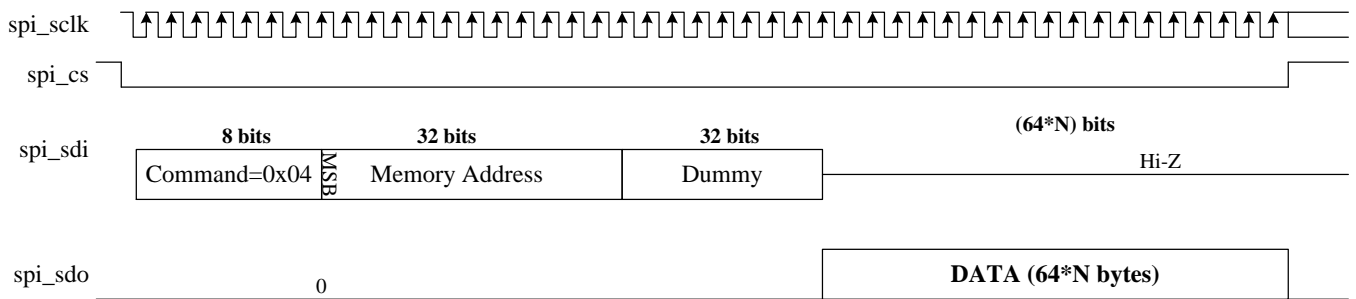 spi_sclk
spi_cs
8 bits 32 bits 32 bits (64*N) bits
spi_sdi
Command=0x04 MSB Memory Address Dummy Hi-Z
spi_sdo 0 DATA (64*N bytes)